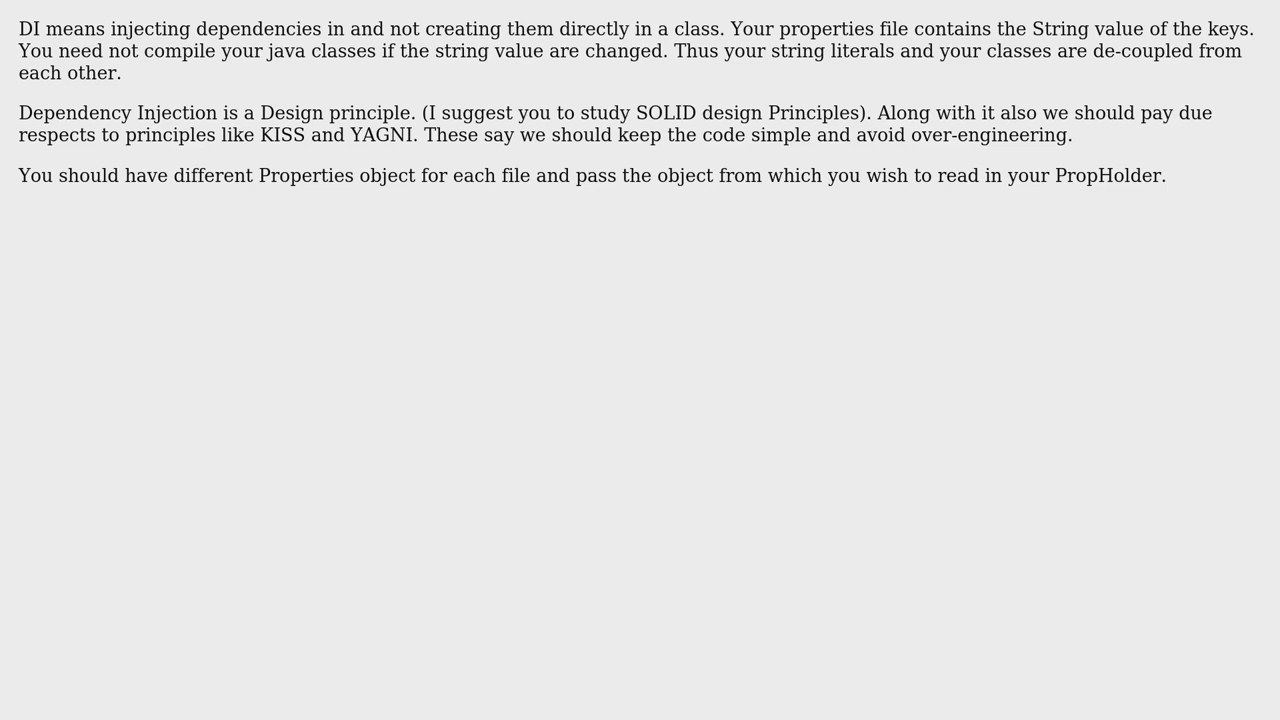 DI means injecting dependencies in and not creating them directly in a class. Your properties file contains the String value of the keys.
You need not compile your java classes if the string value are changed. Thus your string literals and your classes are de-coupled from
each other.
Dependency Injection is a Design principle. (I suggest you to study SOLID design Principles). Along with it also we should pay due
respects to principles like KISS and YAGNI. These say we should keep the code simple and avoid over-engineering.
You should have different Properties object for each file and pass the object from which you wish to read in your PropHolder.